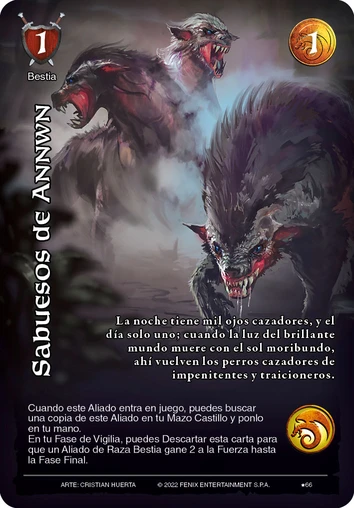 1
1
Bestia
Sabuesos de Annwn
La noche tiene mil ojos cazadores, y el
día solo uno; cuando la luz del brillante
mundo muere con el sol moribundo,
ahí vuelven los perros cazadores de
impenitentes y traicioneros.
Cuando este Aliado entra en juego, puedes buscar
una copia de este Aliado en tu Mazo Castillo y ponlo
en tu mano.
En tu Fase de Vigilia, puedes Descartar esta carta para
que un Aliado de Raza Bestia gane 2 a la Fuerza hasta
la Fase Final.
ARTE: CRISTIAN HUERTA © 2022 FENIX ENTERTAINMENT S.P.A. ●66